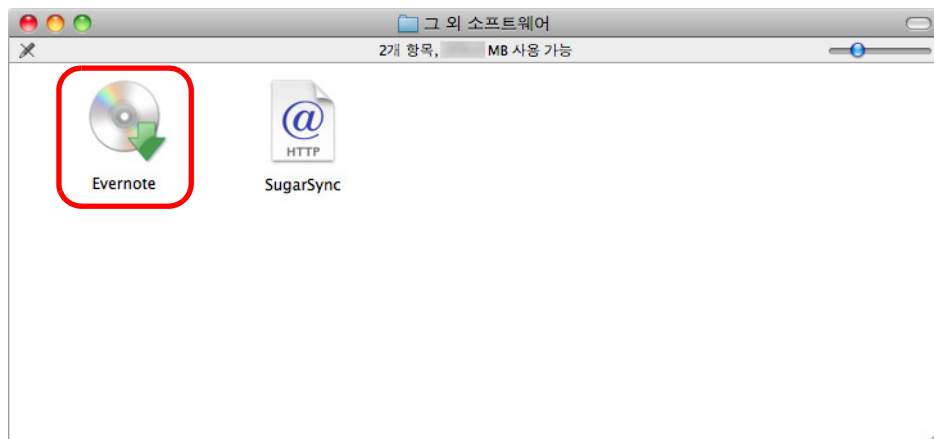 그 외 소프트웨어
2개 항목, MB 사용 가능
@
HTTP
Evernote
SugarSync